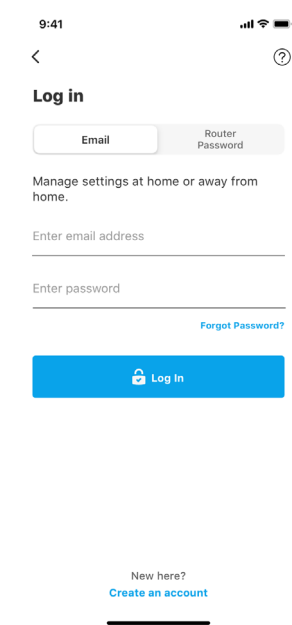 9:41
Log in
Email
Router
Password
Manage settings at home or away from
home.
Enter email address
Enter password
Forgot Password?
Log In
New here?
Create an account